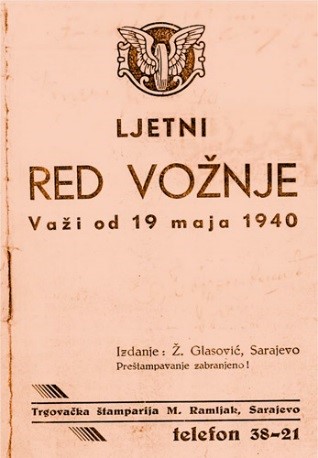 LJETNI
RED VOŽNJE
Važi od 19 maja 1940
Izdanje: Ž. Glasović, Sarajevo
Preštampavanje zabranjeno!
Trgovačka štamparija M. Ramljak, Sarajevo
telefon 38-21